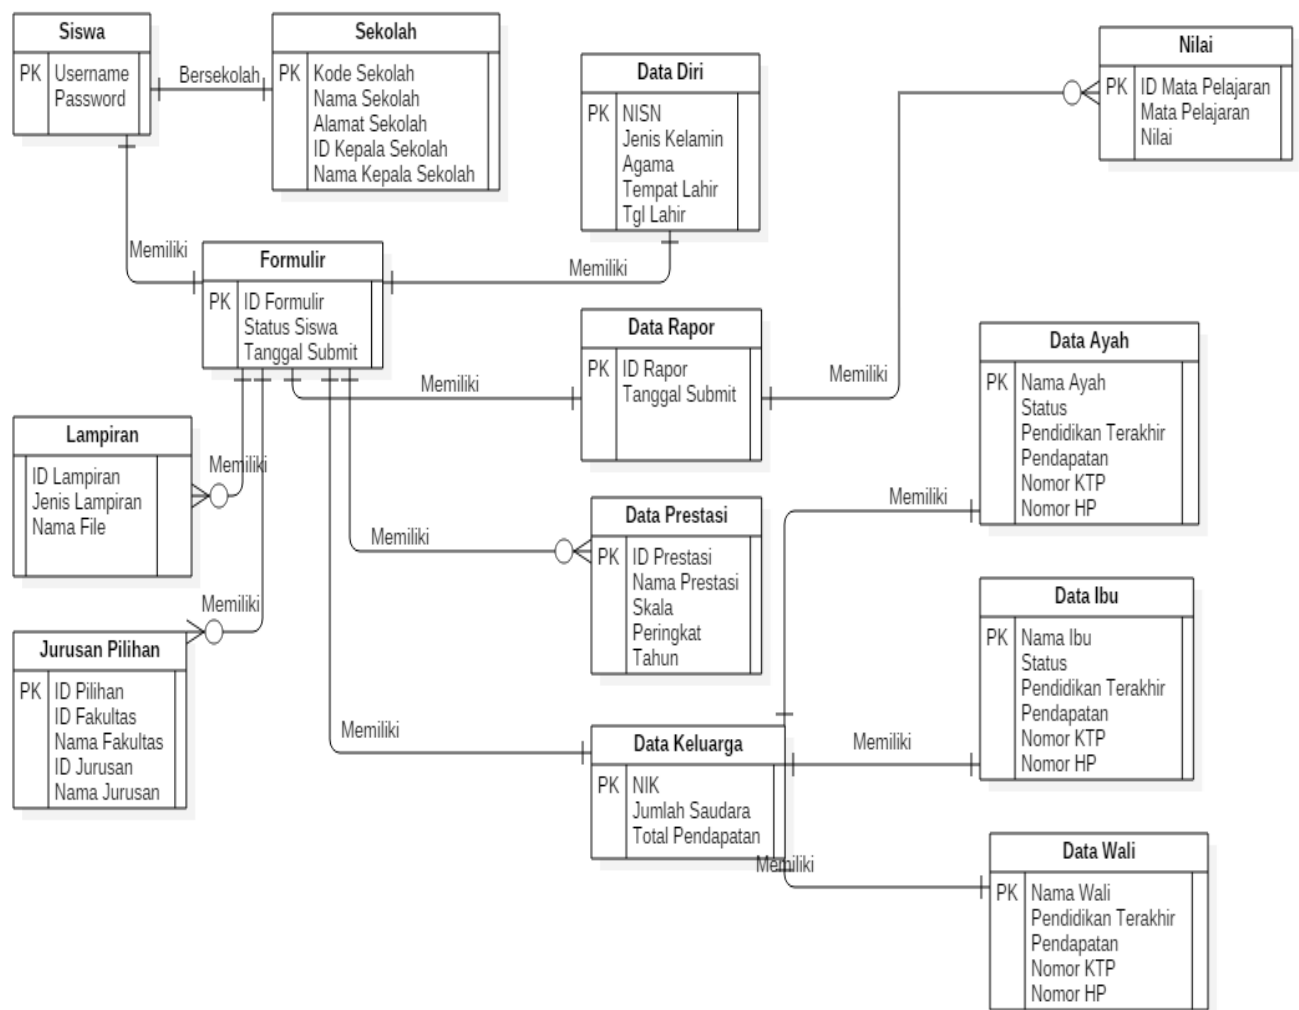 Siswa
PK
Username
Password
Bersekolah
Sekolah
PK
Kode Sekolah
Nama Sekolah
Alamat Sekolah
ID Kepala Sekolah
Nama Kepala Sekolah
Data Diri
PK
NISN
Jenis Kelamin
Agama
Tempat Lahir
Tgl Lahir
Nilai
PK
ID Mata Pelajaran
Mata Pelajaran
Nilai
Memiliki
Formulir
PK
ID Formulir
Status Siswa
Tanggal Submit
Memiliki
Memiliki
Data Rapor
PK
ID Rapor
Tanggal Submit
Memiliki
Data Ayah
PK
Nama Ayah
Status
Pendidikan Terakhir
Pendapatan
Nomor KTP
Nomor HP
Lampiran
ID Lampiran
Jenis Lampiran
Nama File
Memiliki
Memiliki
Data Prestasi
PK
ID Prestasi
Nama Prestasi
Skala
Peringkat
Tahun
Memiliki
Data Ibu
PK
Nama Ibu
Status
Pendidikan Terakhir
Pendapatan
Nomor KTP
Nomor HP
Memiliki
Jurusan Pilihan
PK
ID Pilihan
ID Fakultas
Nama Fakultas
ID Jurusan
Nama Jurusan
Memiliki
Data Keluarga
PK
NIK
Jumlah Saudara
Total Pendapatan
Memiliki
Memiliki
Data Wali
PK
Nama Wali
Pendidikan Terakhir
Pendapatan
Nomor KTP
Nomor HP